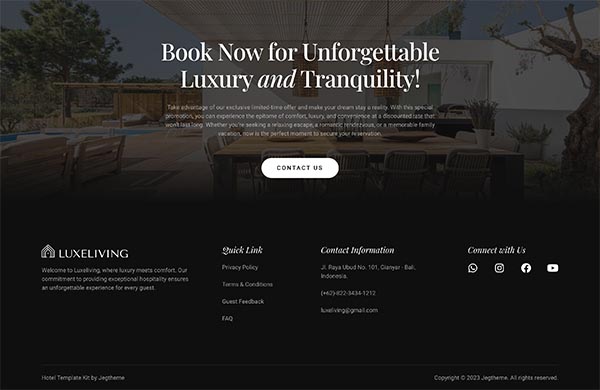 Book Now for Unforgettable
Luxury and Tranquility!
Take advantage of our exclusive limited-time offer and make your dream stay a reality. With this special
promotion, you can experience the epitome of comfort, luxury, and convenience at a discounted rate that
won't last long. Whether you're seeking a relaxing escape, a romantic rendezvous, or a memorable family
vacation, now is the perfect moment to secure your reservation.
CONTACT US
LUXELIVING
Welcome to Luxeliving, where luxury meets comfort. Our
commitment to providing exceptional hospitality ensures
an unforgettable experience for every guest.
Quick Link
Privacy Policy
Terms & Conditions
Guest Feedback
FAQ
Contact Information
Jl. Raya Ubud No. 101, Gianyar - Bali,
Indonesia.
(+62)-822-3434-1212
luxeliving@gmail.com
Connect with Us
Hotel Template Kit by Jegtheme
Copyright © 2023 Jegtheme. All rights reserved.